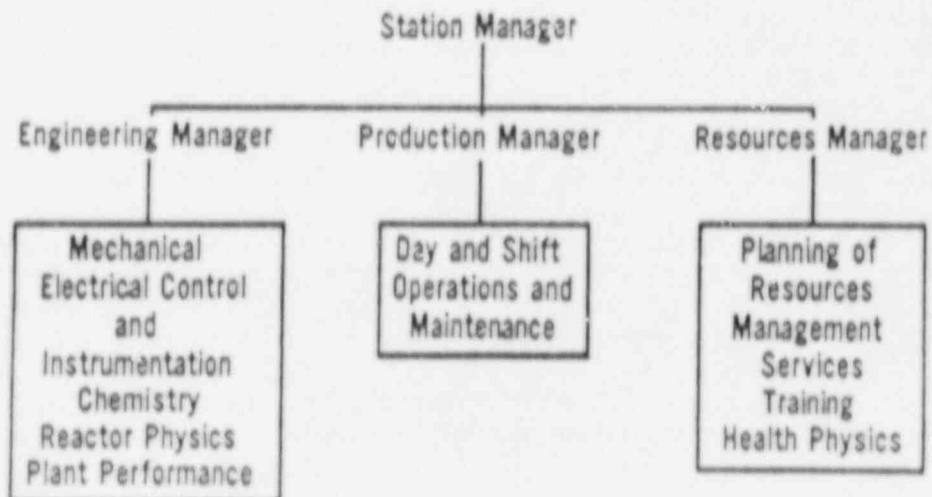 Station Manager
Engineering Manager
Production Manager
Resources Manager
Mechanical
Electrical Control
and
Instrumentation
Chemistry
Reactor Physics
Plant Performance
Day and Shift
Operations and
Maintenance
Planning of
Resources
Management
Services
Training
Health Physics